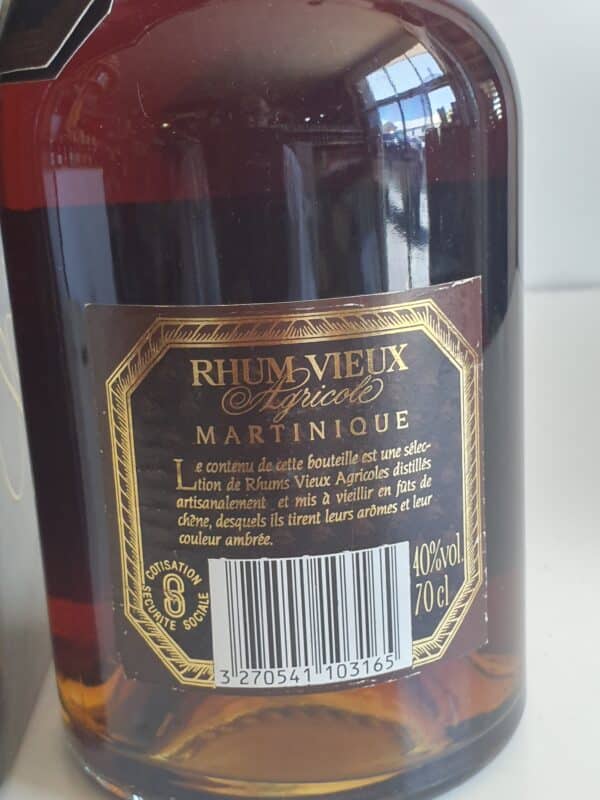 RHUM VIEUX
Agricole
MARTINIQUE
Le contenu de cette bouteille est une sélec-
tion de Rhums Vieux Agricoles distillés
artisanalement et mis à vieillir en fûts de
chêne, desquels ils tirent leurs arômes et leur
couleur ambrée.
COTISATION
SECURITE SOCIALE
40%vol.
70 cl
3 270541 103165